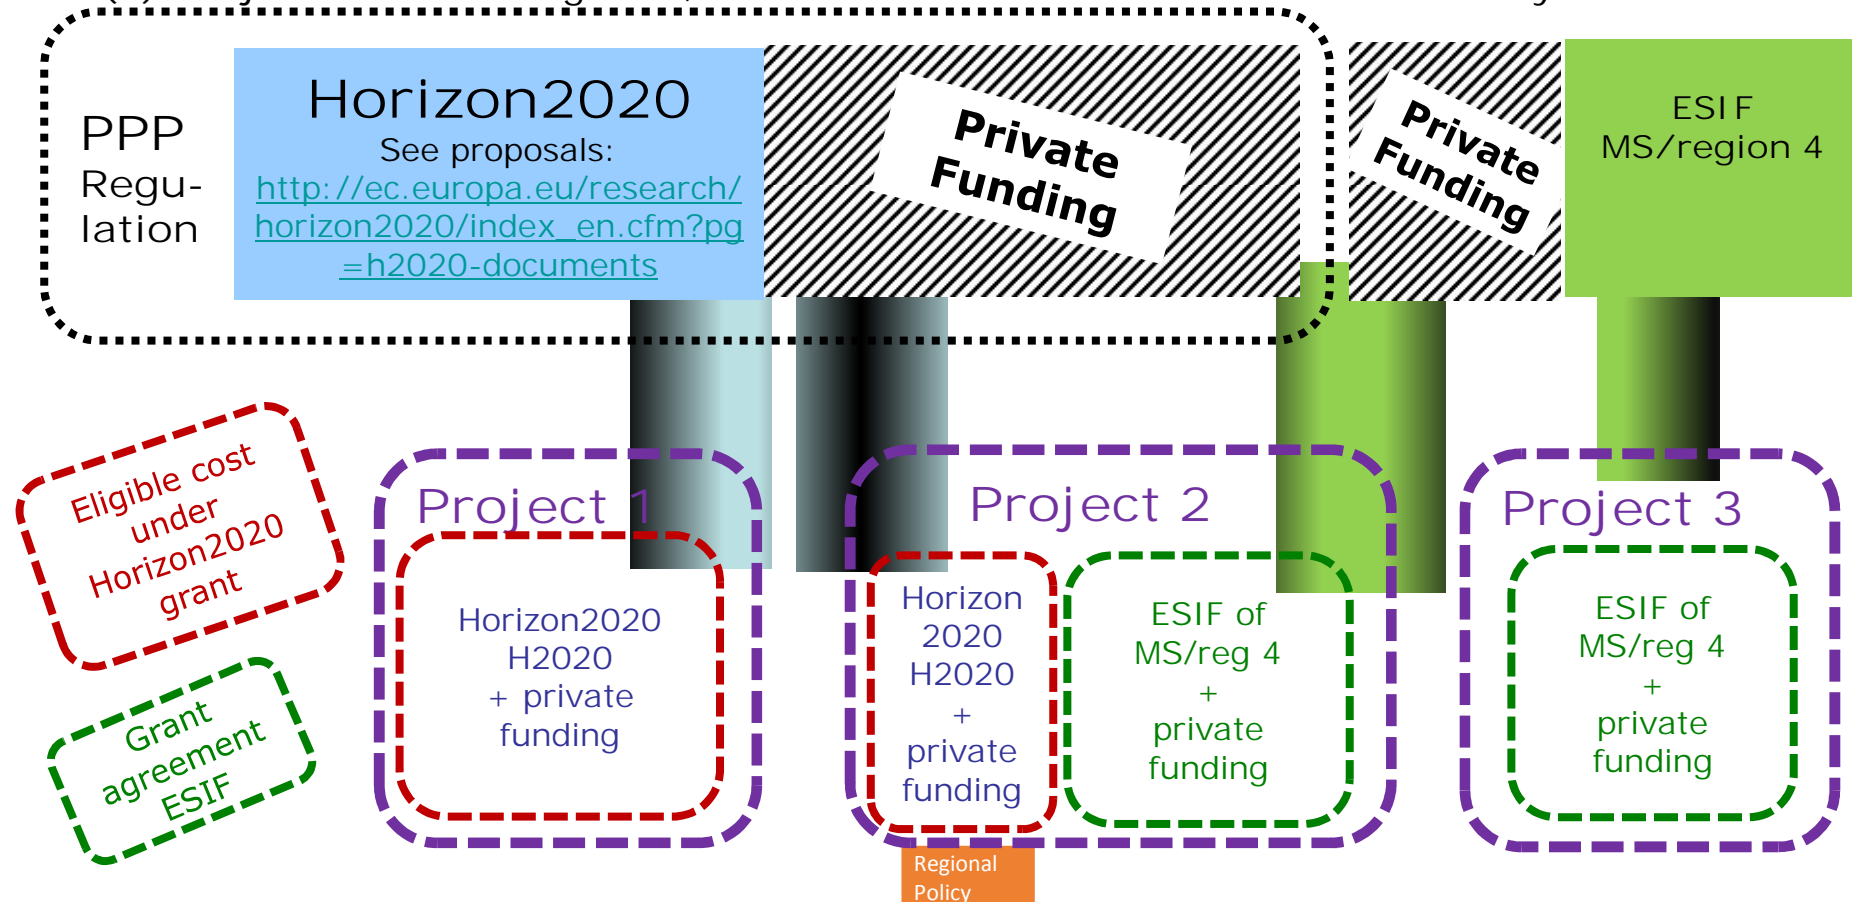 PPP
Regu-
lation
Horizon2020
See proposals:
http://ec.europa.eu/research/
horizon2020/index_en.cfm?pg
=h2020-documents
Private
Funding
Private
Funding
ESIF
MS/region 4
Eligible cost
under
Horizon2020
grant
Grant
agreement
ESIF
Project 1
Horizon2020
H2020
+ private
funding
Project 2
Horizon
2020
H2020
+
private
funding
ESIF of
MS/reg 4
+
private
funding
Project 3
ESIF of
MS/reg 4
+
private
funding
Regional
Policy